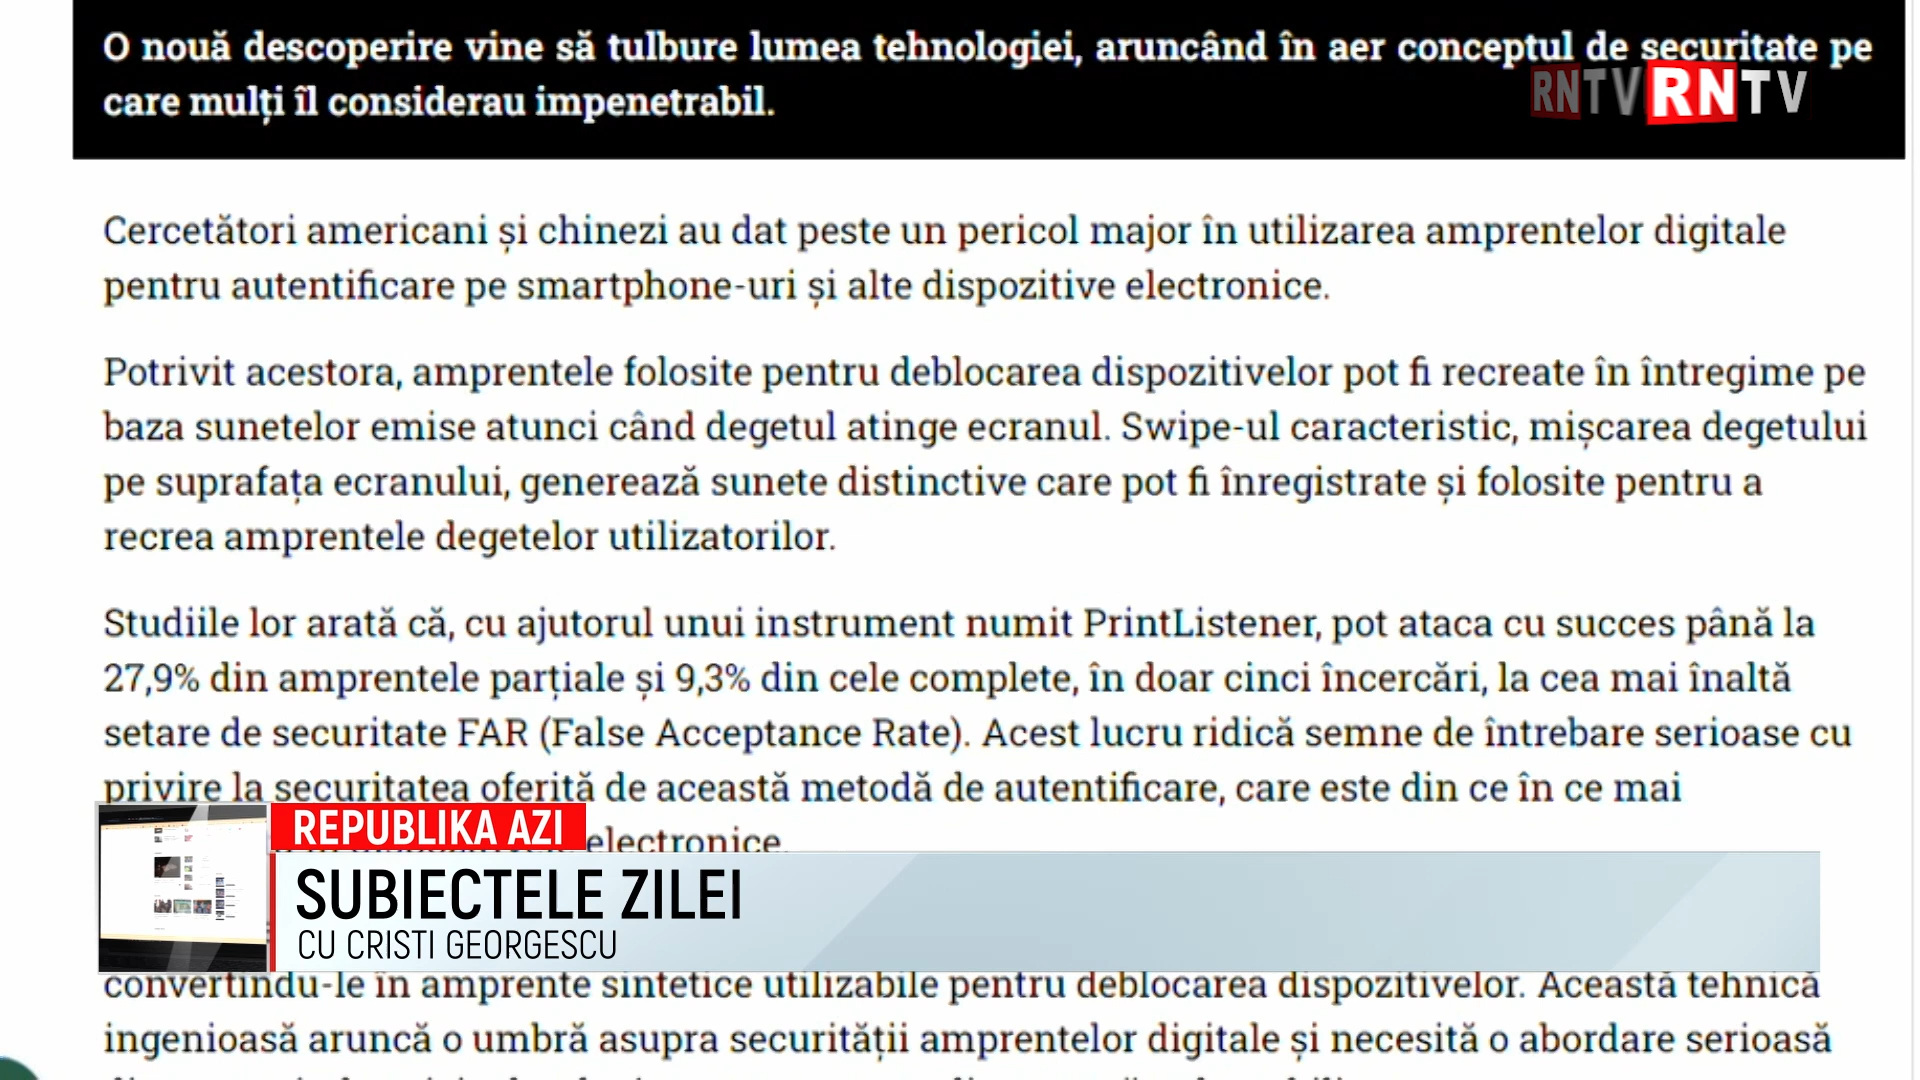 O nouă descoperire vine să tulbure lumea tehnologiei, aruncând în aer conceptul de securitate pe
care mulți îl considerau impenetrabil.
RNTV RNTV
Cercetători americani și chinezi au dat peste un pericol major în utilizarea amprentelor digitale
pentru autentificare pe smartphone-uri și alte dispozitive electronice.
Potrivit acestora, amprentele folosite pentru deblocarea dispozitivelor pot fi recreate în întregime pe
baza sunetelor emise atunci când degetul atinge ecranul. Swipe-ul caracteristic, mișcarea degetului
pe suprafața ecranului, generează sunete distinctive care pot fi înregistrate și folosite pentru a
recrea amprentele degetelor utilizatorilor.
Studiile lor arată că, cu ajutorul unui instrument numit PrintListener, pot ataca cu succes până la
27,9% din amprentele parțiale și 9,3% din cele complete, în doar cinci încercări, la cea mai înaltă
setare de securitate FAR (False Acceptance Rate). Acest lucru ridică semne de întrebare serioase cu
privire la securitatea oferită de această metodă de autentificare, care este din ce în ce mai
electronice.
REPUBLIKA AZI
SUBIECTELE ZILEI
CU CRISTI GEORGESCU
convertindu-le în amprente sintetice utilizabile pentru deblocarea dispozitivelor. Această tehnică
ingenioasă aruncă o umbră asupra securității amprentelor digitale și necesită o abordare serioasă